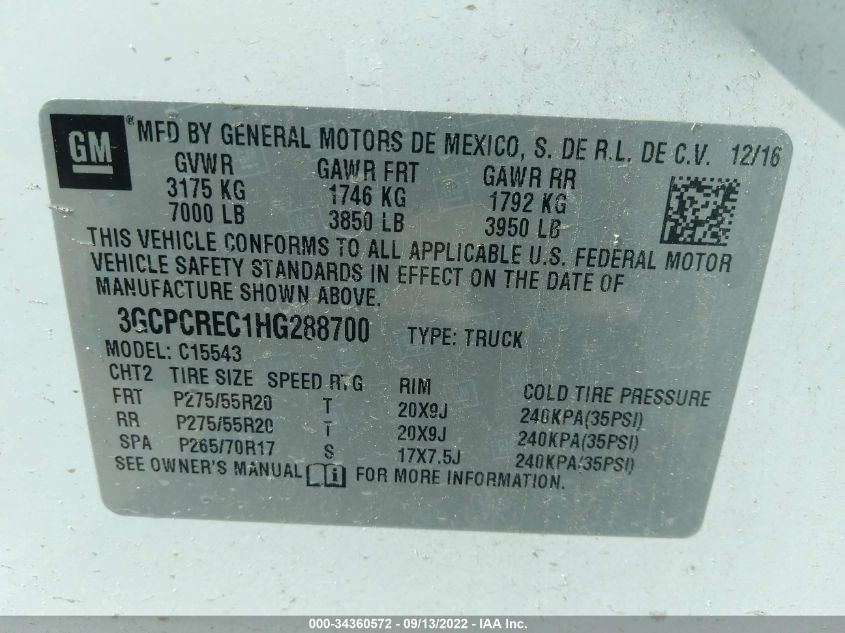 GM ® MFD BY GENERAL MOTORS DE MEXICO, S. DE R.L. DE C.V. 12/16
GVWR GAWR FRT GAWR RR
3175 KG 1746 KG 1792 KG
7000 LB 3850 LB 3950 LB
THIS VEHICLE CONFORMS TO ALL APPLICABLE U.S. FEDERAL MOTOR
VEHICLE SAFETY STANDARDS IN EFFECT ON THE DATE OF
MANUFACTURE SHOWN ABOVE.
3GCPCREC1HG288700 TYPE: TRUCK
MODEL: C15543
CHT2 TIRE SIZE SPEED RTG RIM COLD TIRE PRESSURE
FRT P275/55R20 T 20X9J 240KPA(35PSI)
RR P275/55R20 T 20X9J 240KPA(35PSI)
SPA P265/70R17 S 17X7.5J 240KPA(35PSI)
SEE OWNER'S MANUAL i FOR MORE INFORMATION.
000-34360572 - 09/13/2022 - IAA Inc.